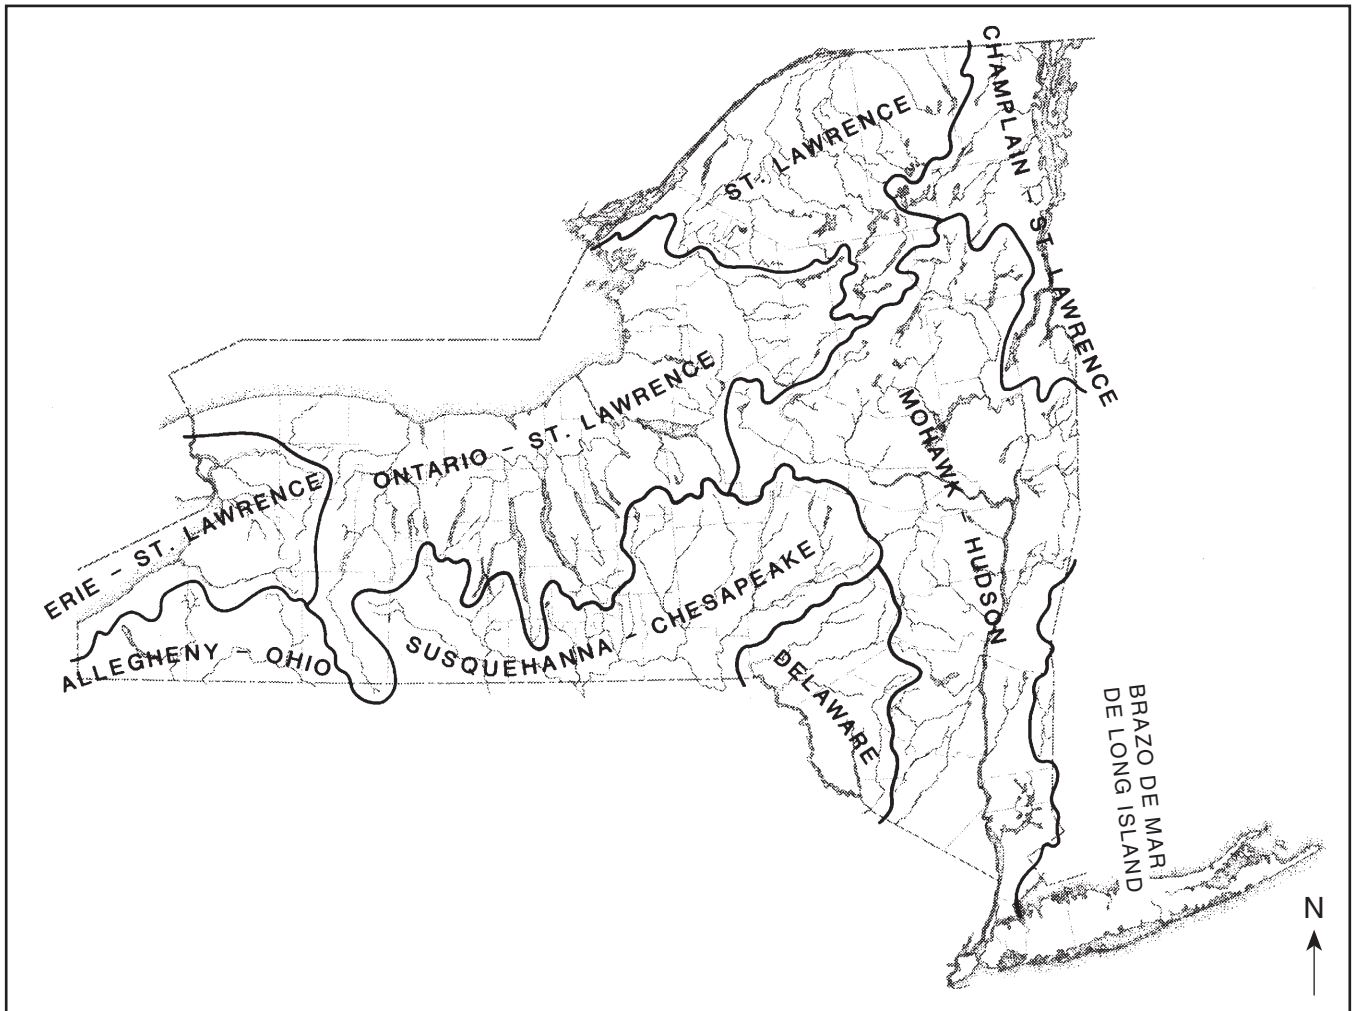 CHAMPLAIN – ST. LAWRENCE
ST. LAWRENCE
ONTARIO – ST. LAWRENCE
MOHAWK – HUDSON
ERIE – ST. LAWRENCE
ALLEGHENY – OHIO
SUSQUEHANNA – CHESAPEAKE
DELAWARE
BRAZO DE MAR
DE LONG ISLAND
N